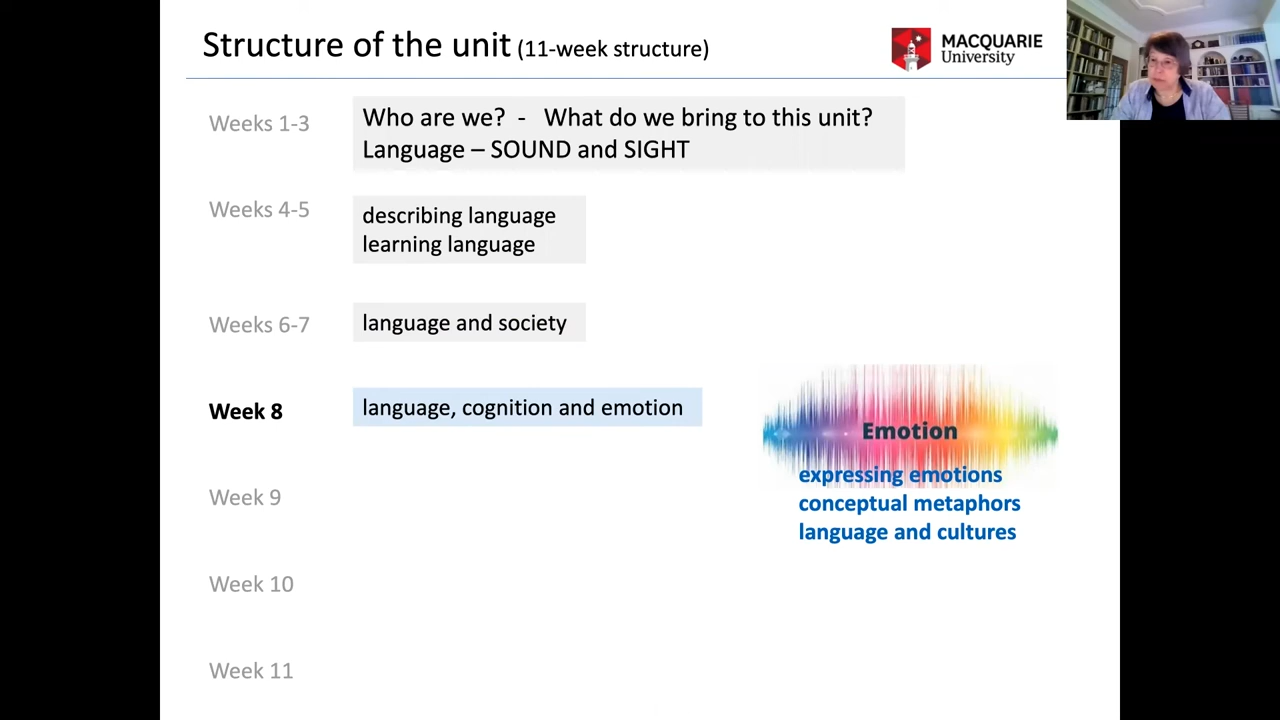 Structure of the unit (11-week structure)
MACQUARIE
University
Weeks 1-3
Who are we? - What do we bring to this unit?
Language – SOUND and SIGHT
Weeks 4-5
describing language
learning language
Weeks 6-7
language and society
Week 8
language, cognition and emotion
Emotion
expressing emotions
conceptual metaphors
language and cultures
Week 9
Week 10
Week 11